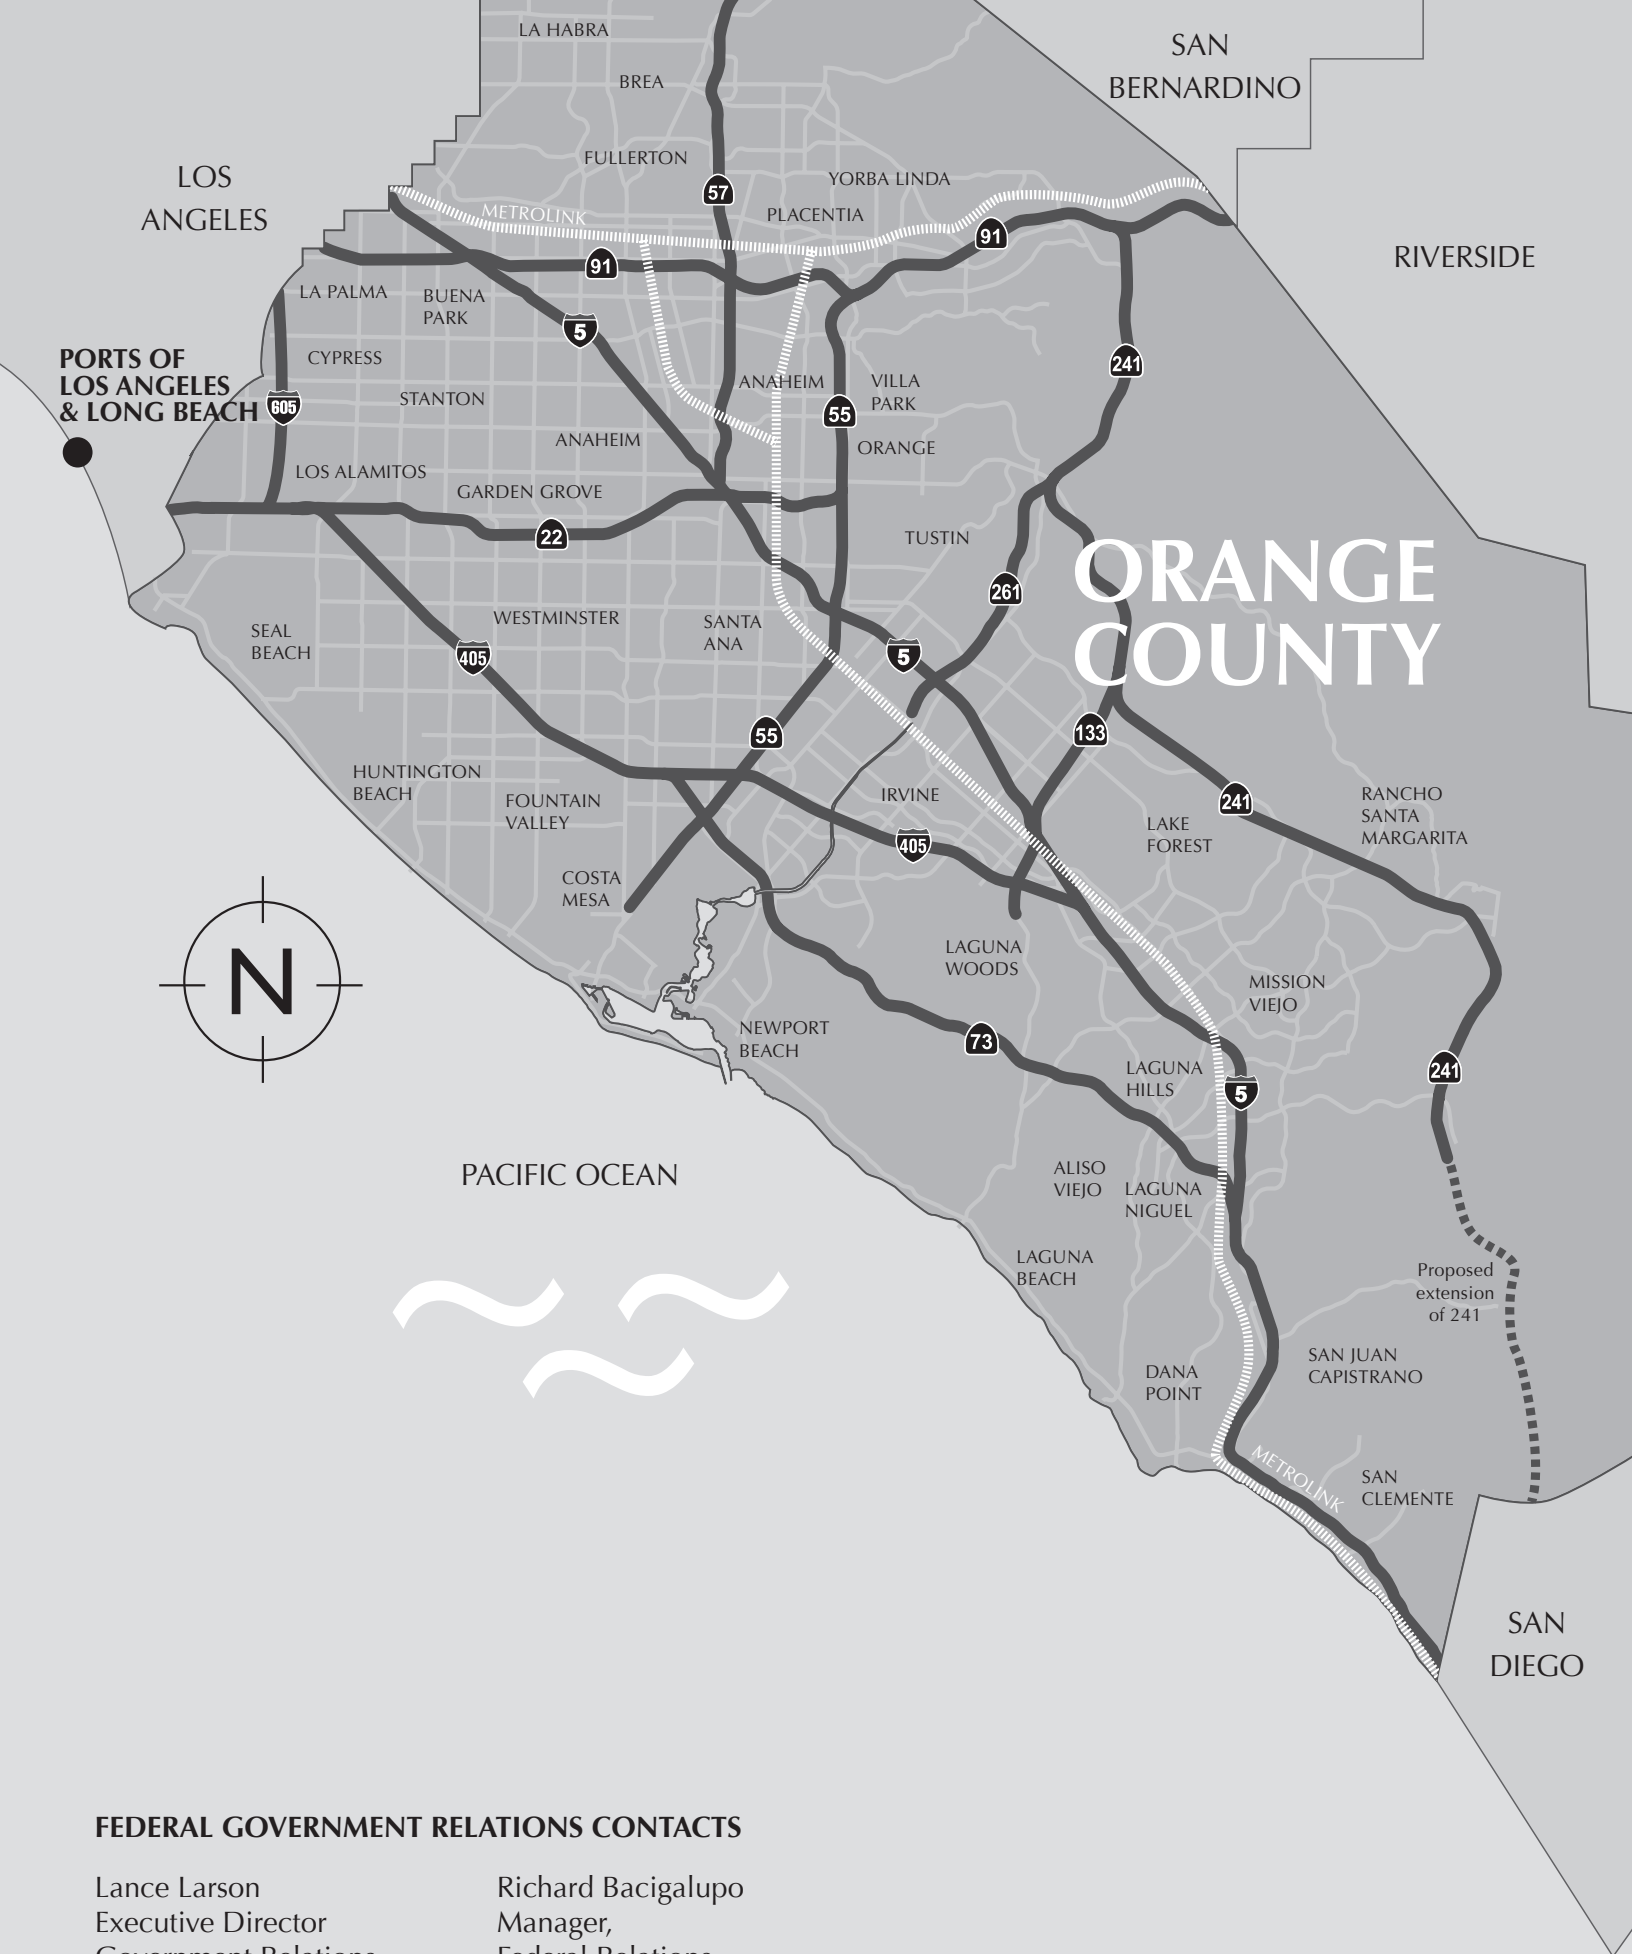 LA HABRA
SAN
BERNARDINO
BREA
FULLERTON
LOS
ANGELES
YORBA LINDA
57
METROLINK
PLACENTIA
91
91
RIVERSIDE
LA PALMA
BUENA
PARK
5
PORTS OF
LOS ANGELES
& LONG BEACH
CYPRESS
241
605
STANTON
ANAHEIM
VILLA
PARK
55
ANAHEIM
ORANGE
LOS ALAMITOS
GARDEN GROVE
22
TUSTIN
ORANGE
COUNTY
261
WESTMINSTER
SANTA
ANA
SEAL
BEACH
405
5
55
133
HUNTINGTON
BEACH
FOUNTAIN
VALLEY
IRVINE
241
RANCHO
SANTA
MARGARITA
LAKE
FOREST
405
COSTA
MESA
N
LAGUNA
WOODS
MISSION
VIEJO
NEWPORT
BEACH
73
LAGUNA
HILLS
5
241
PACIFIC OCEAN
ALISO
VIEJO
LAGUNA
NIGUEL
LAGUNA
BEACH
Proposed
extension
of 241
SAN JUAN
CAPISTRANO
DANA
POINT
METROLINK
SAN
CLEMENTE
SAN
DIEGO
FEDERAL GOVERNMENT RELATIONS CONTACTS
Lance Larson
Executive Director
Government Relations
Richard Bacigalupo
Manager,
Federal Relations